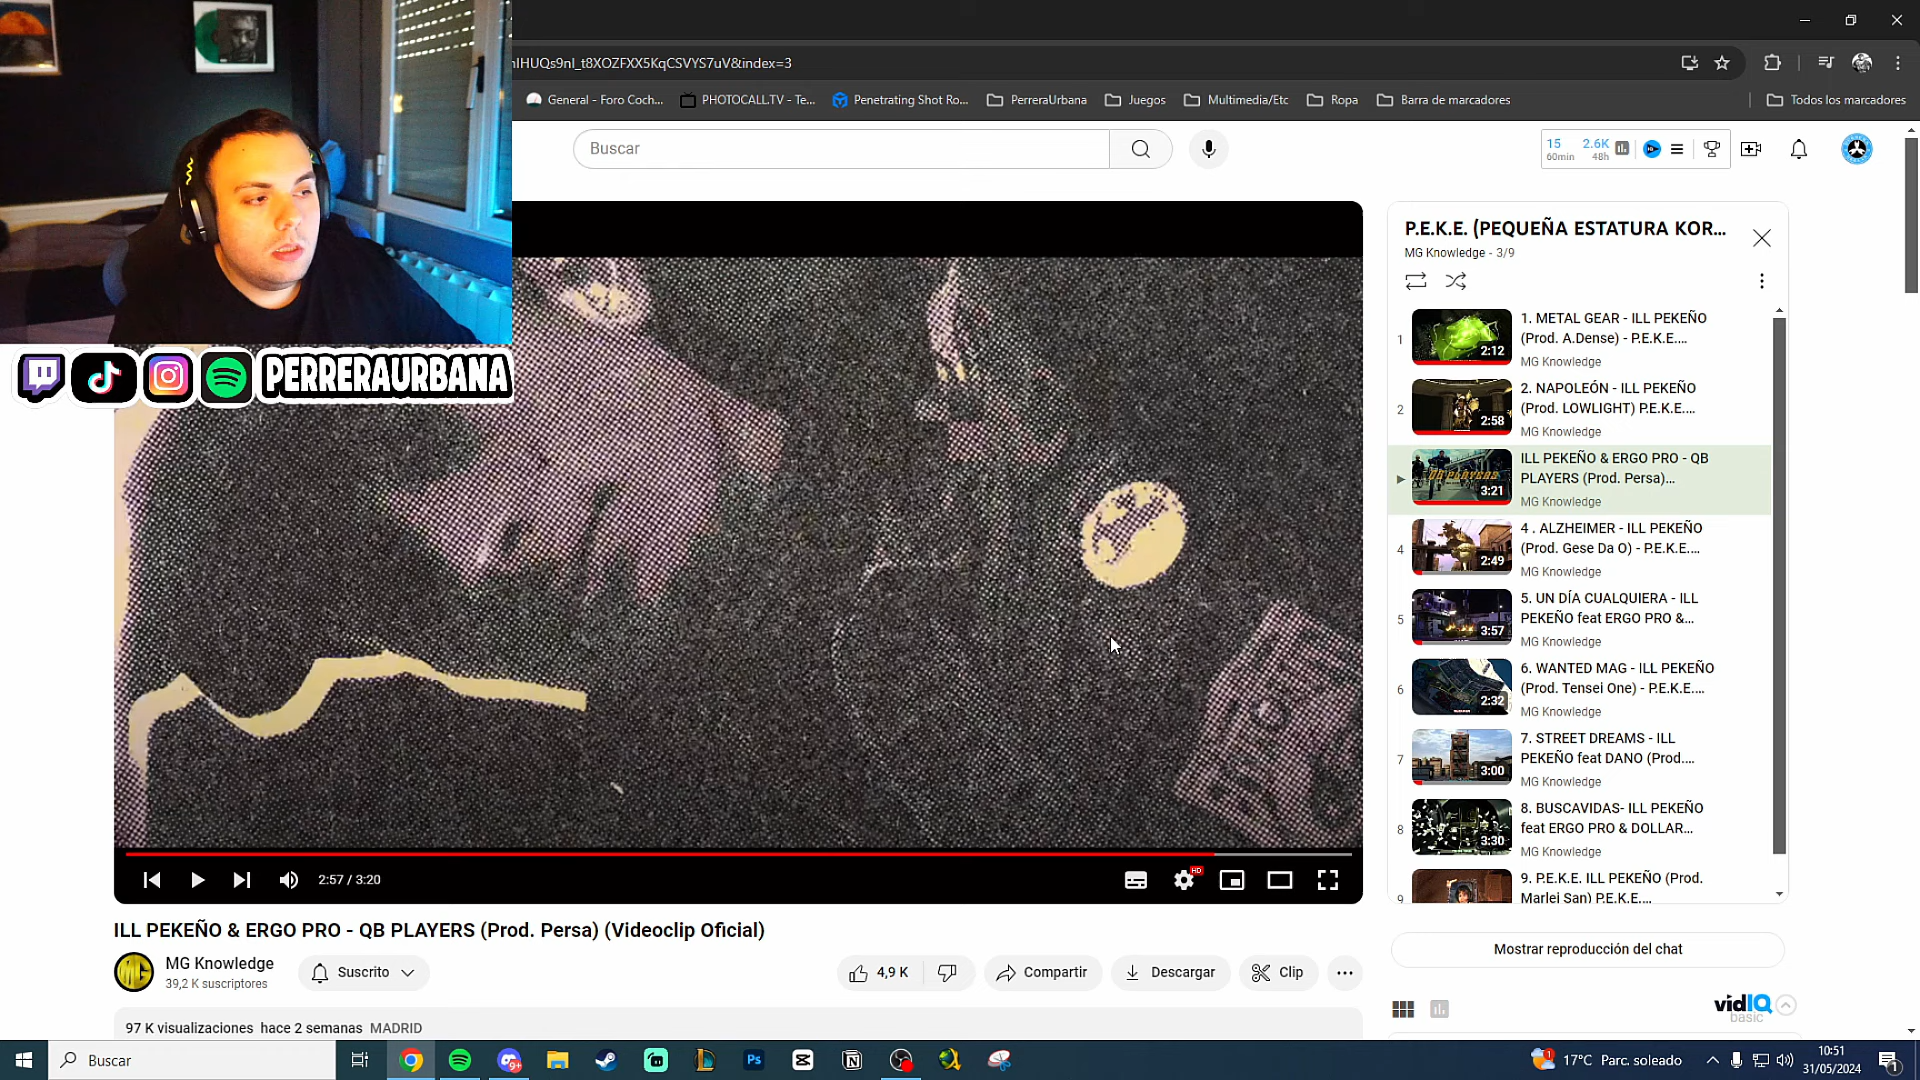 nIHUQs9nI_t8XOZFXX5KqCSVYS7uV&index=3
General - Foro Coch...
PHOTOCALL.TV - Te...
Penetrating Shot Ro...
PerreraUrbana
Juegos
Multimedia/Etc
Ropa
Barra de marcadores
Todos los marcadores
Buscar
15
60min
2.6K
48h
PERRERAURBANA
P.E.K.E. (PEQUEÑA ESTATURA KOR...
MG Knowledge - 3/9
1
2:12
1. METAL GEAR - ILL PEKEÑO
(Prod. A.Dense) - P.E.K.E....
MG Knowledge
2
2:58
2. NAPOLEÓN - ILL PEKEÑO
(Prod. LOWLIGHT) P.E.K.E....
MG Knowledge
QB PLAYERS
3:21
ILL PEKEÑO & ERGO PRO - QB
PLAYERS (Prod. Persa)...
MG Knowledge
4
2:49
4 . ALZHEIMER - ILL PEKEÑO
(Prod. Gese Da O) - P.E.K.E....
MG Knowledge
5
3:57
5. UN DÍA CUALQUIERA - ILL
PEKEÑO feat ERGO PRO &...
MG Knowledge
6
2:32
6. WANTED MAG - ILL PEKEÑO
(Prod. Tensei One) - P.E.K.E....
MG Knowledge
7
3:00
7. STREET DREAMS - ILL
PEKEÑO feat DANO (Prod....
MG Knowledge
8
3:30
8. BUSCAVIDAS- ILL PEKEÑO
feat ERGO PRO & DOLLAR...
MG Knowledge
9
9. P.E.K.E. ILL PEKEÑO (Prod.
Marlei San) P.E.K.E....
2:57 / 3:20
HD
ILL PEKEÑO & ERGO PRO - QB PLAYERS (Prod. Persa) (Videoclip Oficial)
MG
MG Knowledge
39,2 K suscriptores
Suscrito
4,9 K
Compartir
Descargar
Clip
97 K visualizaciones hace 2 semanas MADRID
Mostrar reproducción del chat
vidIQ
basic
Buscar
9+
Ps
1
17°C Parc. soleado
10:51
31/05/2024
1